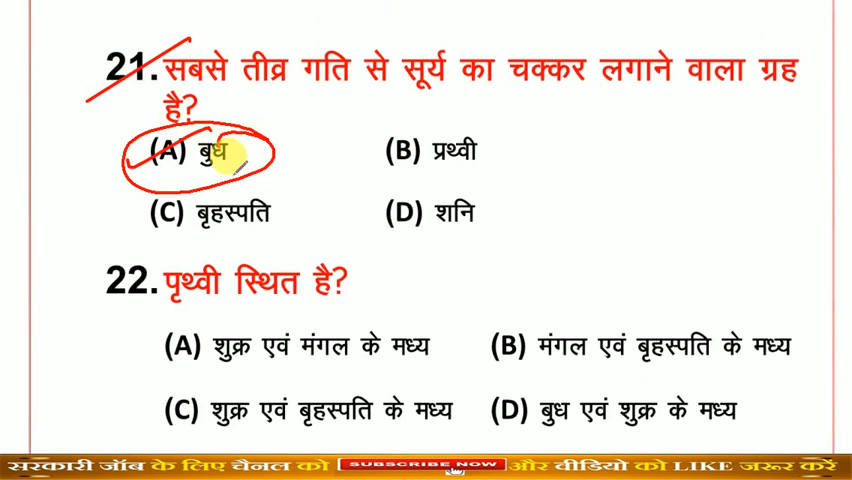 21. सबसे तीव्र गति से सूर्य का चक्कर लगाने वाला ग्रह
है?
(A) बुध (B) प्रथ्वी
(C) बृहस्पति (D) शनि
22. पृथ्वी स्थित है?
(A) शुक्र एवं मंगल के मध्य (B) मंगल एवं बृहस्पति के मध्य
(C) शुक्र एवं बृहस्पति के मध्य (D) बुध एवं शुक्र के मध्य
सरकारी जॉब के लिए चैनल को SUBSCRIBE NOW और वीडियो को LIKE जरूर करें